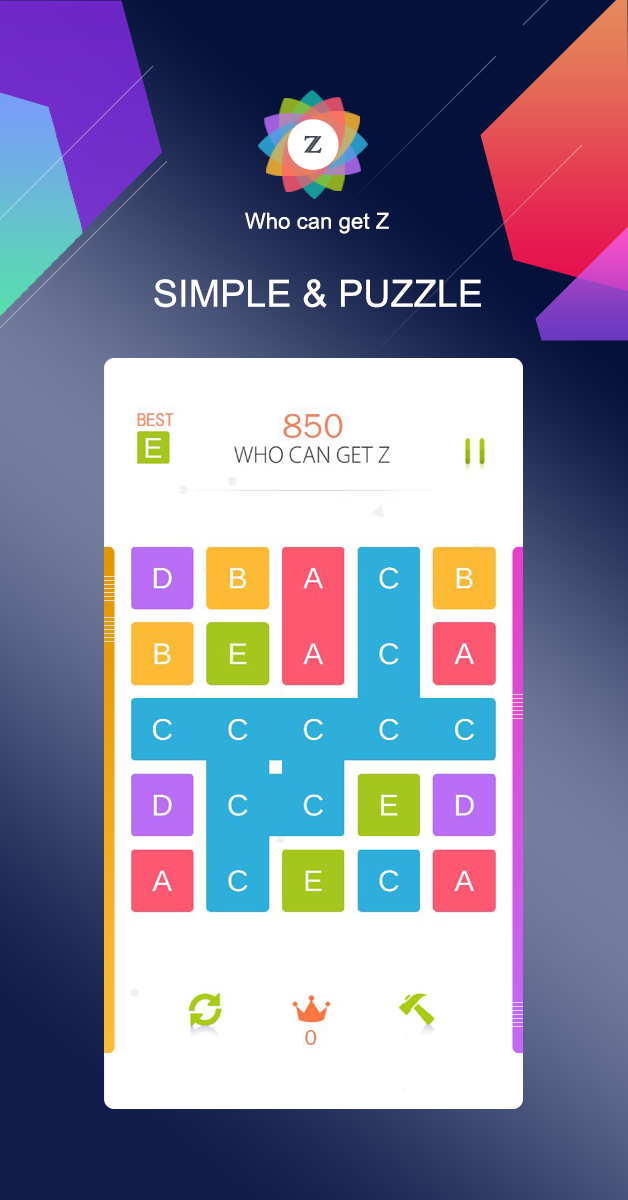 Z
Who can get Z
SIMPLE & PUZZLE
BEST
E
850
WHO CAN GET Z
D B A C B
B E A C A
C C C C C
D C C E D
A C E C A
0